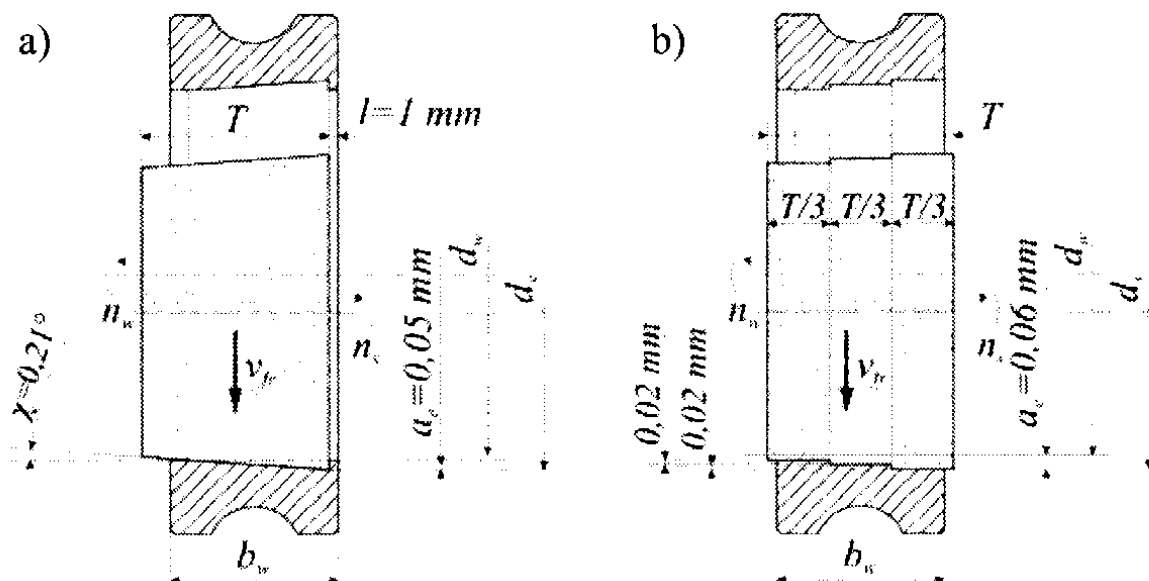 a)
T
l=1 mm
d_w
d_s
a_e=0,05 mm
n_w
n_s
v_fr
χ=0,21°
b_w
b)
T
T/3 T/3 T/3
d_w
d_s
a_e=0,06 mm
n_w
n_s
v_fr
0,02 mm
0,02 mm
b_w